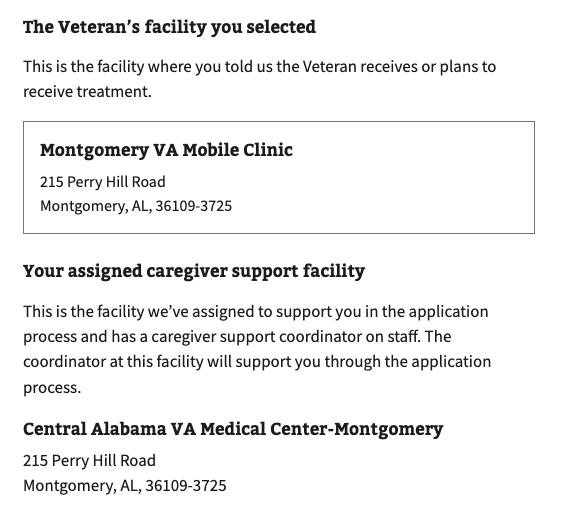 The Veteran’s facility you selected
This is the facility where you told us the Veteran receives or plans to
receive treatment.
Montgomery VA Mobile Clinic
215 Perry Hill Road
Montgomery, AL, 36109-3725
Your assigned caregiver support facility
This is the facility we’ve assigned to support you in the application
process and has a caregiver support coordinator on staff. The
coordinator at this facility will support you through the application
process.
Central Alabama VA Medical Center-Montgomery
215 Perry Hill Road
Montgomery, AL, 36109-3725